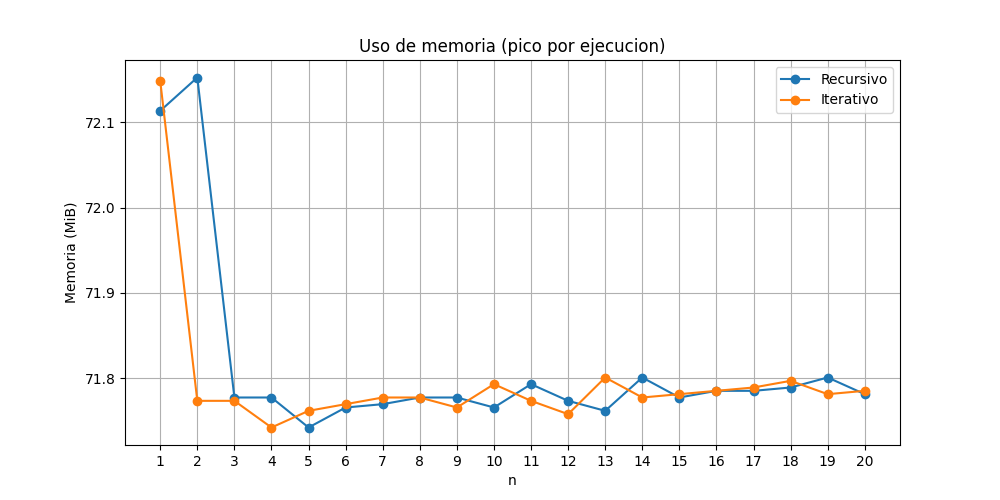 Uso de memoria (pico por ejecucion)
Recursivo
Iterativo
Memoria (MiB)
72.1
72.0
71.9
71.8
1 2 3 4 5 6 7 8 9 10 11 12 13 14 15 16 17 18 19 20
n